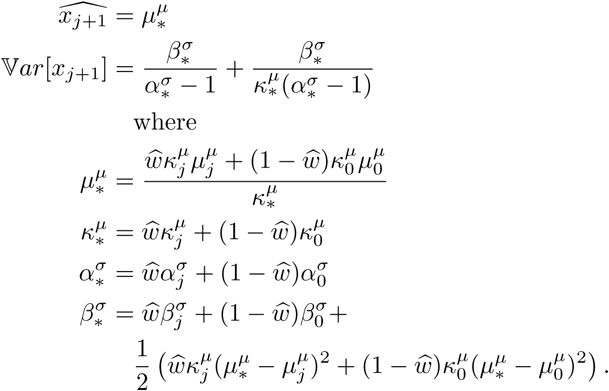 \widehat{x_{j+1}} = \mu_*^\mu
\mathbb{V}ar[x_{j+1}] = \frac{\beta_*^\sigma}{\alpha_*^\sigma - 1} + \frac{\beta_*^\sigma}{\kappa_*^\mu(\alpha_*^\sigma - 1)}
where
\mu_*^\mu = \frac{\widehat{w}\kappa_j^\mu\mu_j^\mu + (1 - \widehat{w})\kappa_0^\mu\mu_0^\mu}{\kappa_*^\mu}
\kappa_*^\mu = \widehat{w}\kappa_j^\mu + (1 - \widehat{w})\kappa_0^\mu
\alpha_*^\sigma = \widehat{w}\alpha_j^\sigma + (1 - \widehat{w})\alpha_0^\sigma
\beta_*^\sigma = \widehat{w}\beta_j^\sigma + (1 - \widehat{w})\beta_0^\sigma +
\frac{1}{2}\left(\widehat{w}\kappa_j^\mu(\mu_*^\mu - \mu_j^\mu)^2 + (1 - \widehat{w})\kappa_0^\mu(\mu_*^\mu - \mu_0^\mu)^2\right).